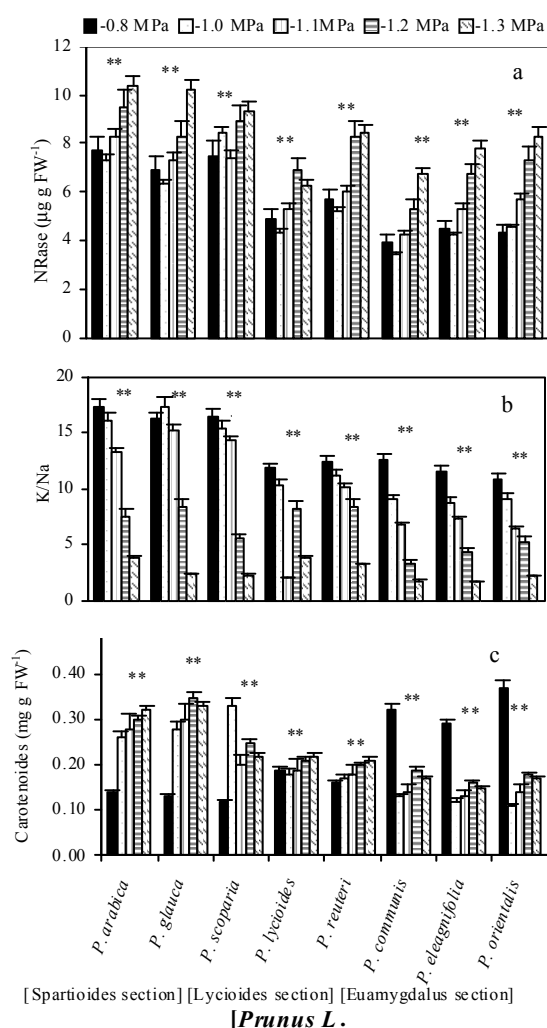 -0.8 MPa -1.0 MPa -1.1MPa -1.2 MPa -1.3 MPa
12
10
8
6
4
2
0
NRase (µg g FW-1)
a
**
**
**
**
**
**
**
**
20
15
10
5
0
K/Na
b
**
**
**
**
**
**
**
**
0.40
0.30
0.20
0.10
0.00
Carotenoides (mg g FW-1)
c
**
**
**
**
**
**
**
**
P. arabica
P. glauca
P. scoparia
P. lycioides
P. reuteri
P. communis
P. eleagnifolia
P. orientalis
[Spartioides section] [Lycioides section] [Euamygdalus section]
[Prunus L.